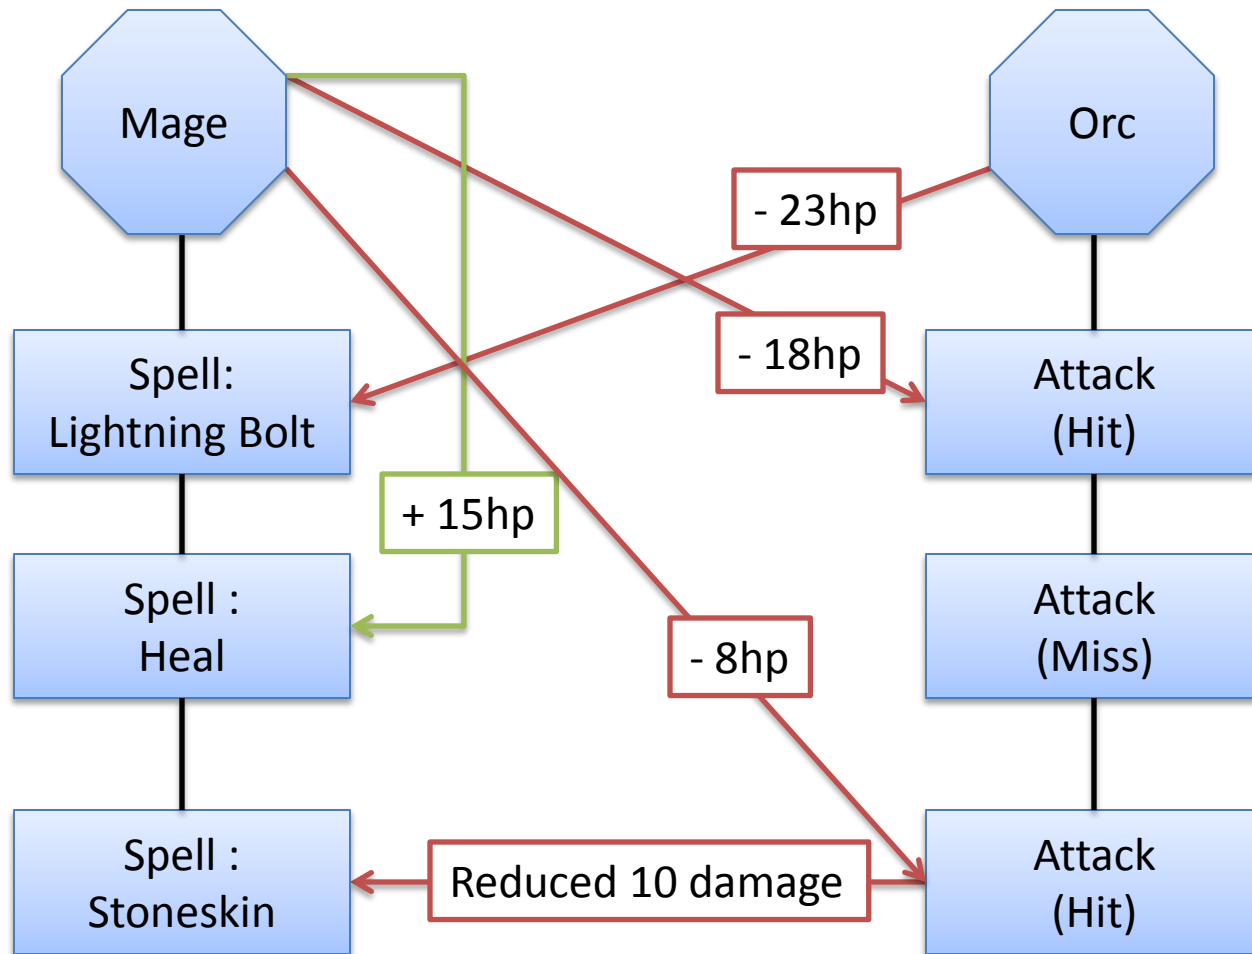 Mage
Orc
- 23hp
- 18hp
Spell:
Lightning Bolt
Attack
(Hit)
+ 15hp
Spell :
Heal
- 8hp
Attack
(Miss)
Spell :
Stoneskin
Reduced 10 damage
Attack
(Hit)